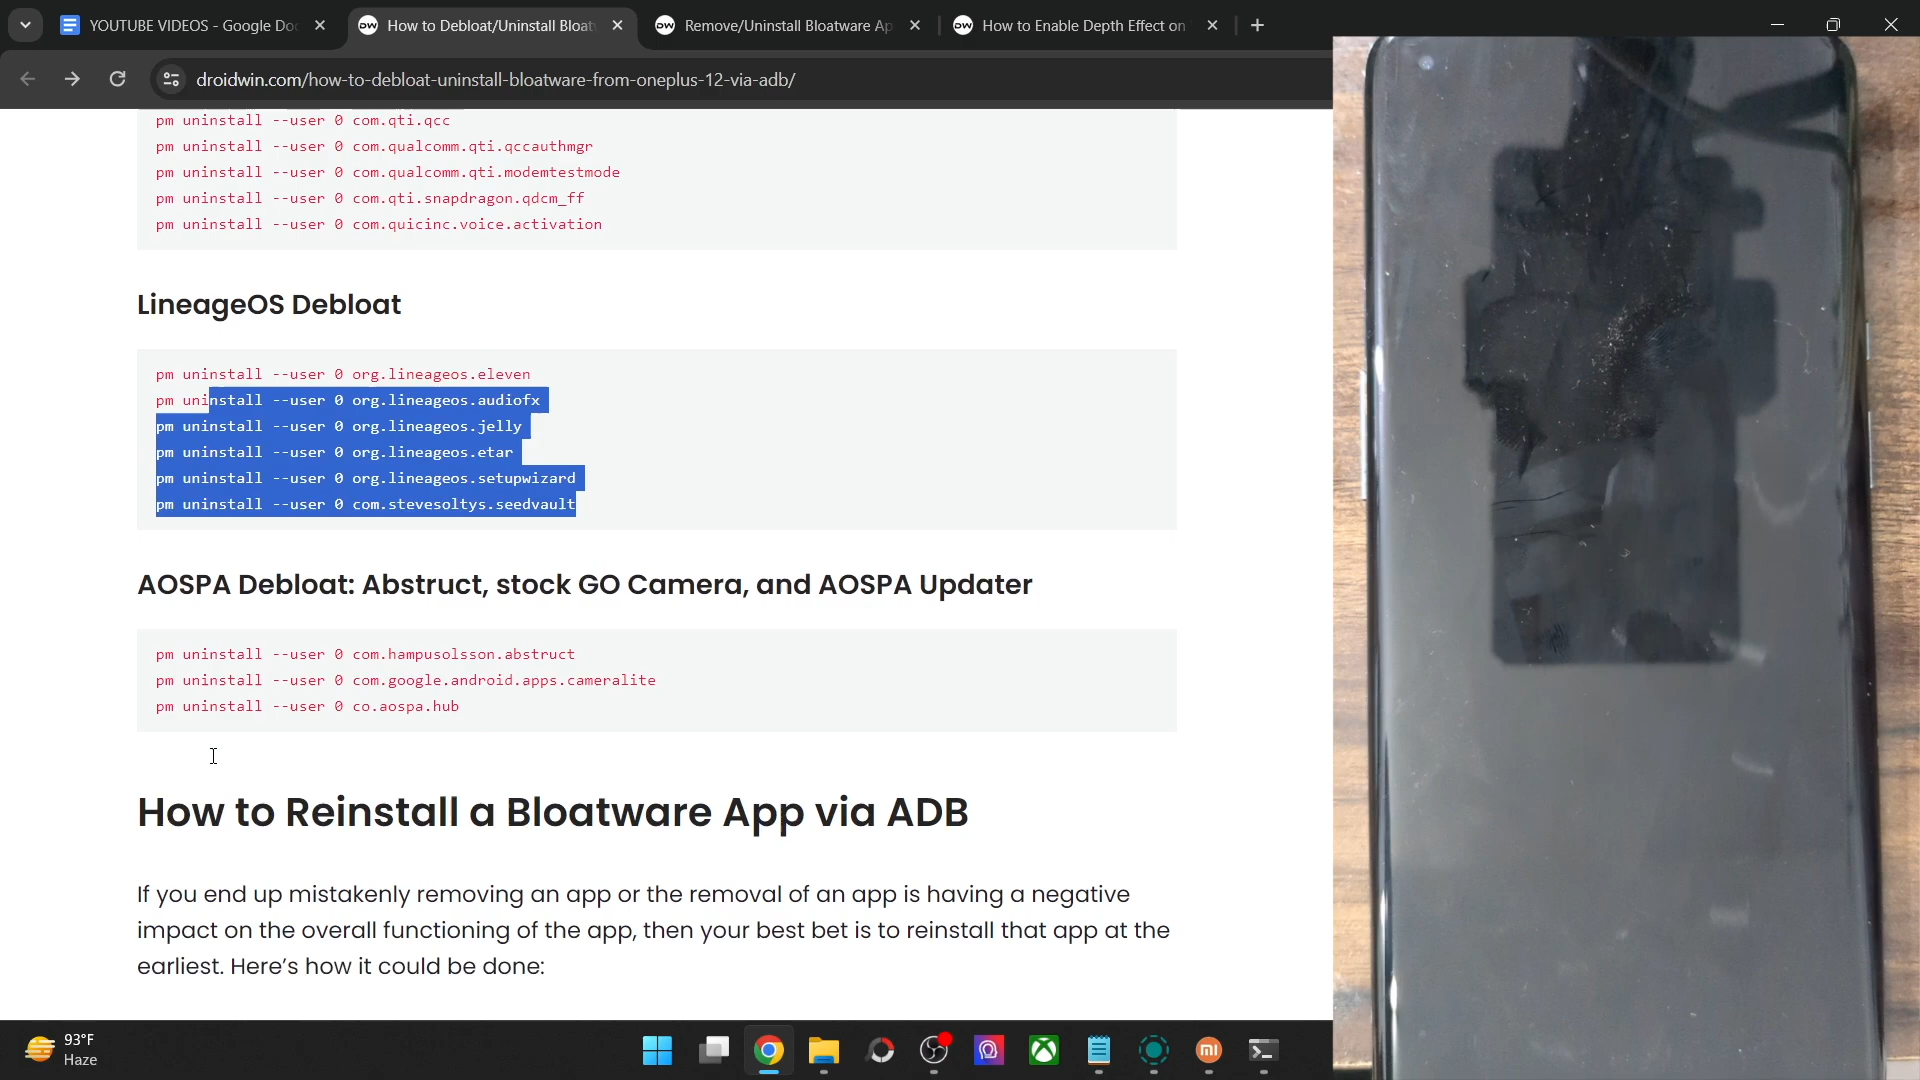 YOUTUBE VIDEOS - Google Do
How to Debloat/Uninstall Bloat
Remove/Uninstall Bloatware Ap
How to Enable Depth Effect on
droidwin.com/how-to-debloat-uninstall-bloatware-from-oneplus-12-via-adb/
pm uninstall --user 0 com.qti.qcc
pm uninstall --user 0 com.qualcomm.qti.qccauthmgr
pm uninstall --user 0 com.qualcomm.qti.modemtestmode
pm uninstall --user 0 com.qti.snapdragon.qdcm_ff
pm uninstall --user 0 com.quicinc.voice.activation
LineageOS Debloat
pm uninstall --user 0 org.lineageos.eleven
pm uninstall --user 0 org.lineageos.audiofx
pm uninstall --user 0 org.lineageos.jelly
pm uninstall --user 0 org.lineageos.etar
pm uninstall --user 0 org.lineageos.setupwizard
pm uninstall --user 0 com.stevesoltys.seedvault
AOSPA Debloat: Abstruct, stock GO Camera, and AOSPA Updater
pm uninstall --user 0 com.hampusolsson.abstruct
pm uninstall --user 0 com.google.android.apps.cameralite
pm uninstall --user 0 co.aospa.hub
How to Reinstall a Bloatware App via ADB
If you end up mistakenly removing an app or the removal of an app is having a negative
impact on the overall functioning of the app, then your best bet is to reinstall that app at the
earliest. Here's how it could be done:
93°F
Haze